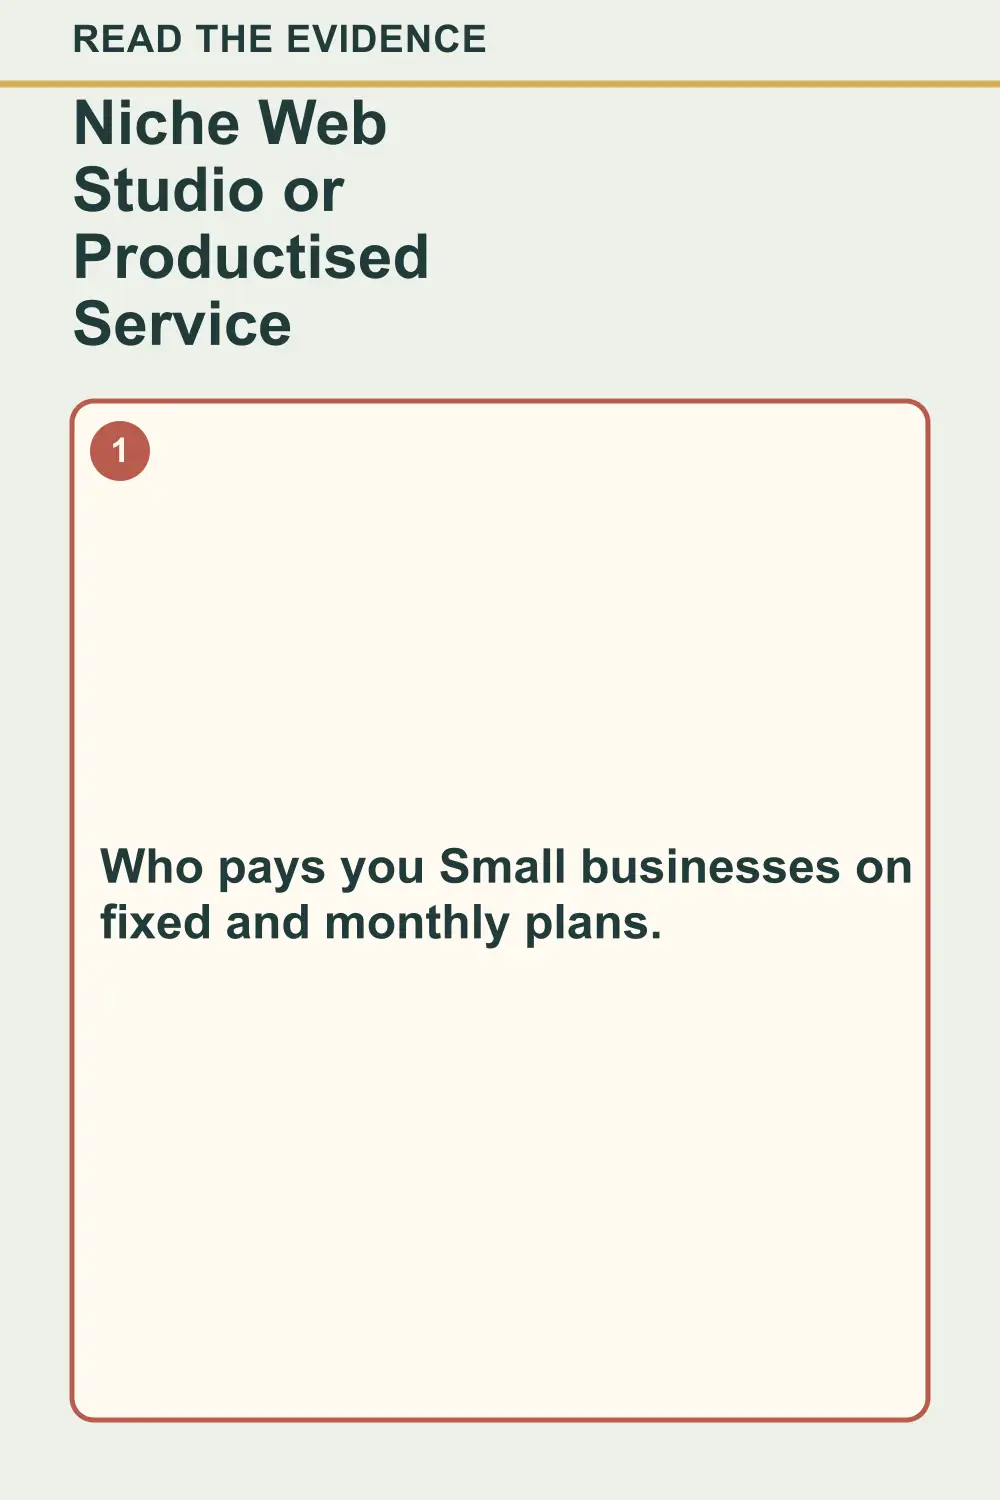 READ THE EVIDENCE
Niche Web
Studio or
Productised
Service
1
Who pays you Small businesses on
fixed and monthly plans.